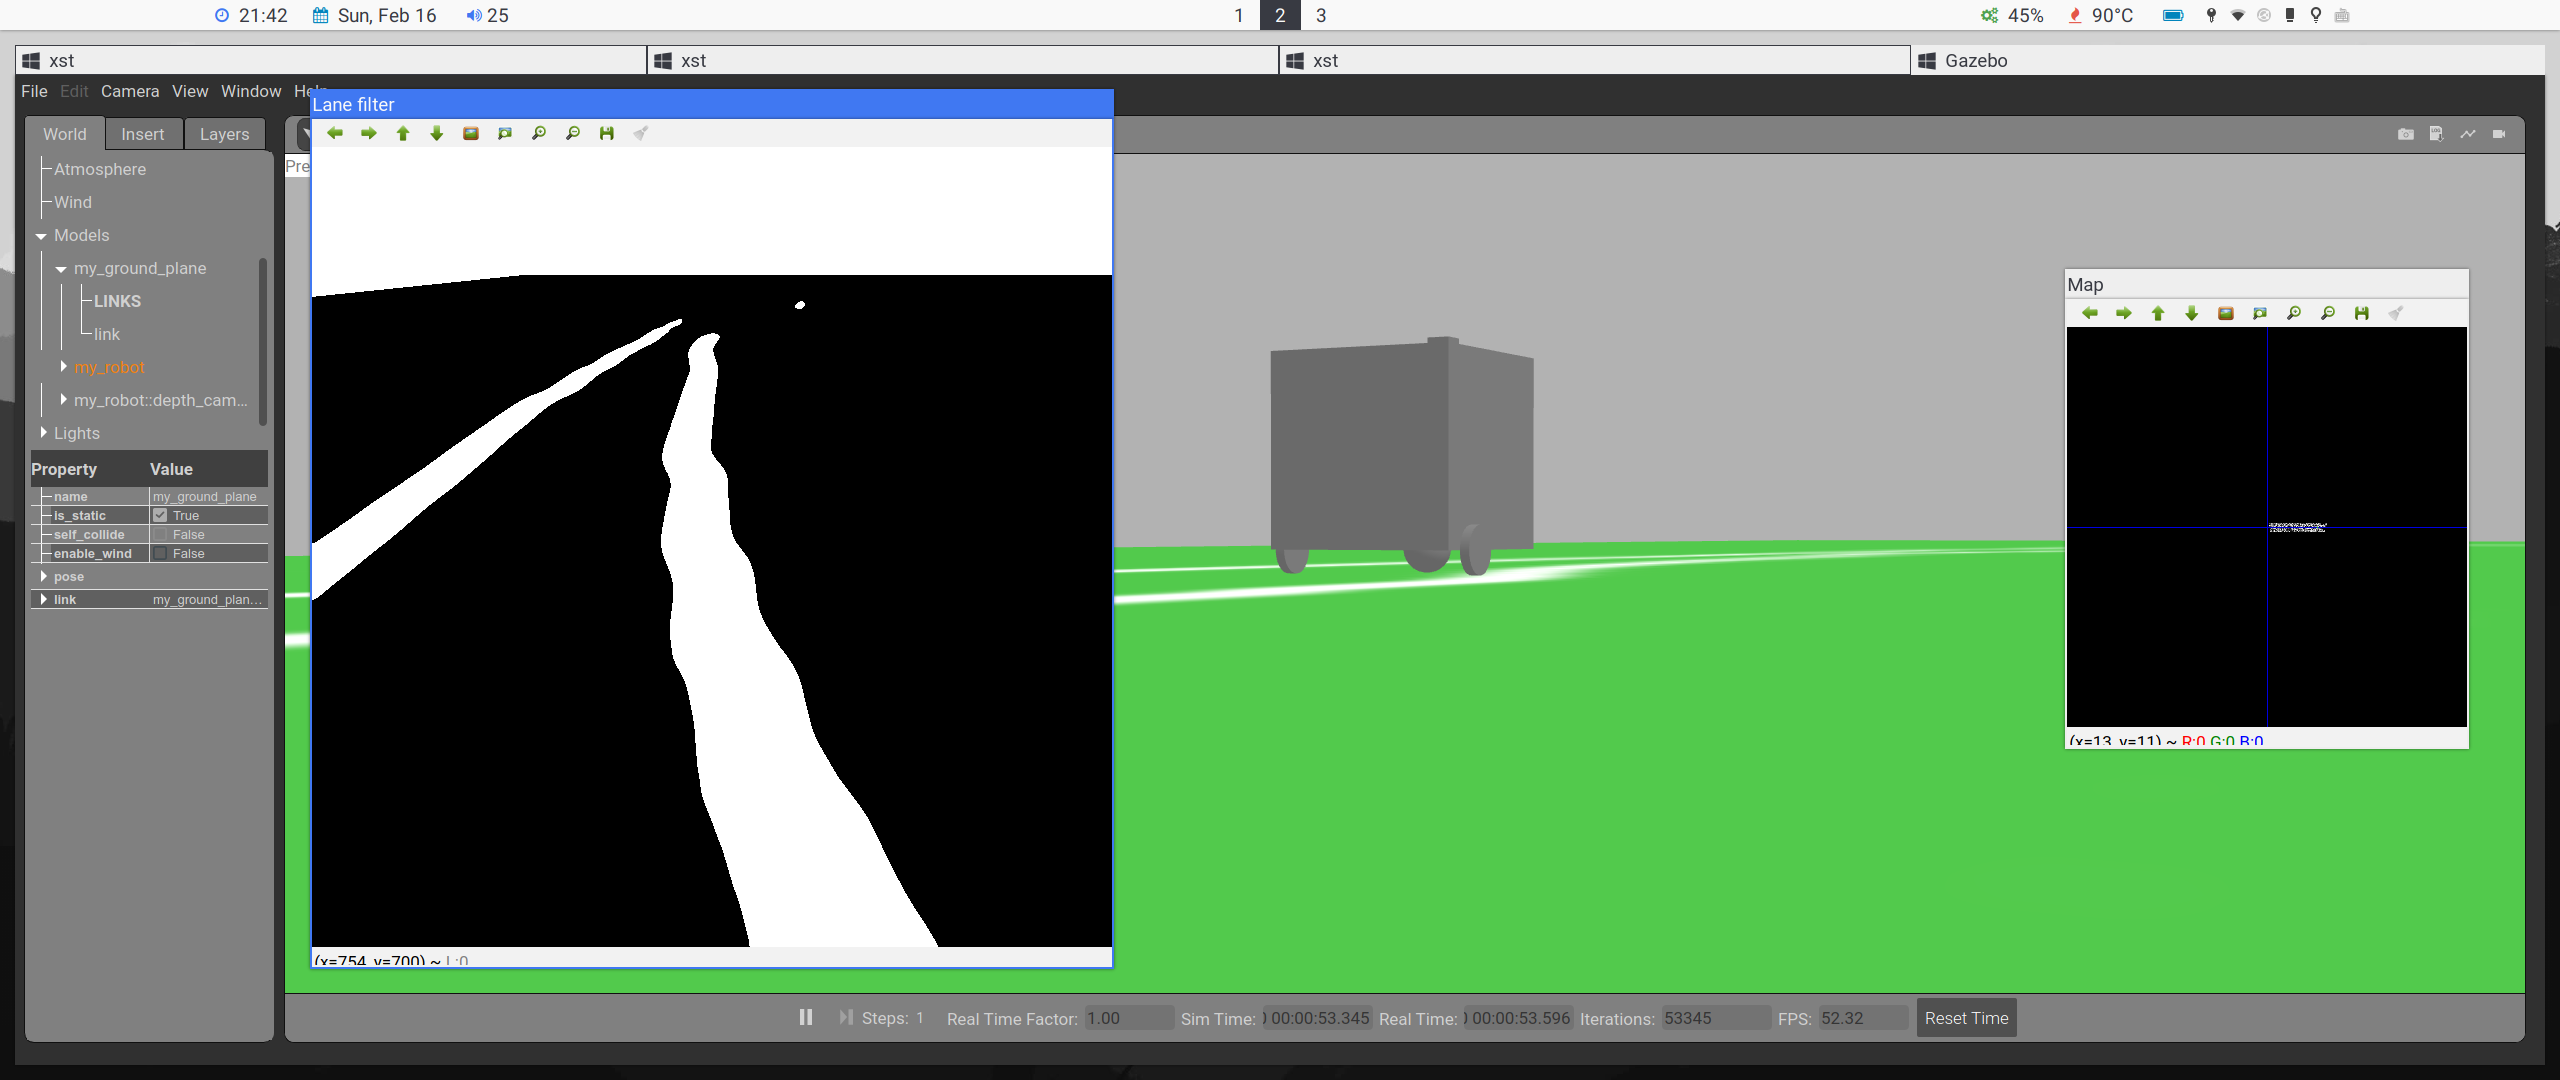 21:42 Sun, Feb 16 25 1 2 3 45% 90°C
xst xst xst Gazebo
File Edit Camera View Window Help
World Insert Layers
Atmosphere
Wind
Models
my_ground_plane
LINKS
link
my_robot
my_robot::depth_cam...
Lights
Property Value
name my_ground_plane
is_static True
self_collide False
enable_wind False
pose
link my_ground_plan...
Pre
Lane filter
(x=754, y=700) ~ L:0
Map
(x=13, y=11) ~ R:0 G:0 B:0
Steps: 1 Real Time Factor: 1.00 Sim Time: 00:00:53.345 Real Time: 00:00:53.596 Iterations: 53345 FPS: 52.32 Reset Time